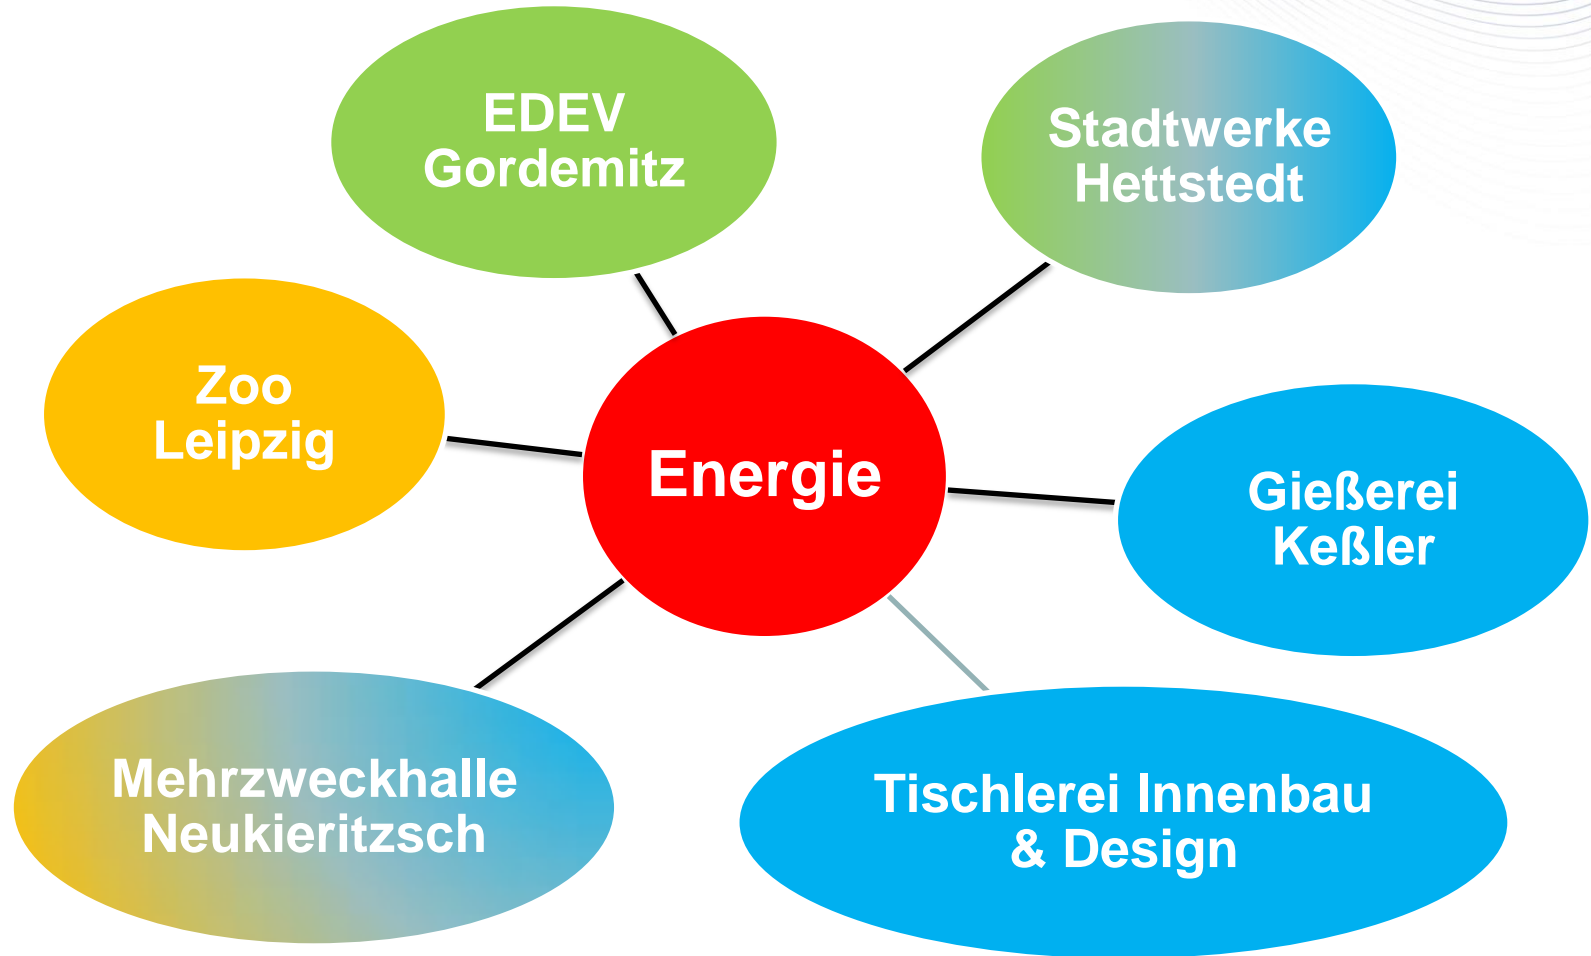 EDEV
Gordemitz
Stadtwerke
Hettstedt
Zoo
Leipzig
Energie
Gießerei
Keßler
Mehrzweckhalle
Neukieritzsch
Tischlerei Innenbau
& Design